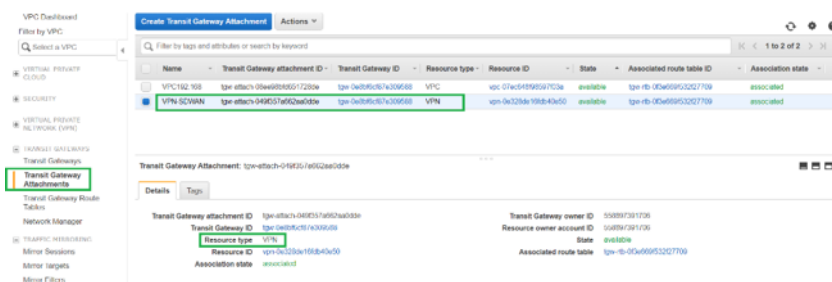 VPC Dashboard
Filter by VPC:
Select a VPC
VIRTUAL PRIVATE
CLOUD
SECURITY
VIRTUAL PRIVATE
NETWORK (VPN)
TRANSIT GATEWAYS
Transit Gateways
Transit Gateway
Attachments
Transit Gateway Route
Tables
Network Manager
TRAFFIC MIRRORING
Mirror Sessions
Mirror Targets
Mirror Filters
Create Transit Gateway Attachment Actions
Filter by tags and attributes or search by keyword 1 to 2 of 2
Name Transit Gateway attachment ID Transit Gateway ID Resource type Resource ID State Associated route table ID Association state
VPC192.168 VPC available associated
VPN-SDWAN VPN available associated
Transit Gateway Attachment:
Details Tags
Transit Gateway attachment ID
Transit Gateway ID
Resource type VPN
Resource ID
Association state associated
Transit Gateway owner ID
Resource owner account ID
State available
Associated route table